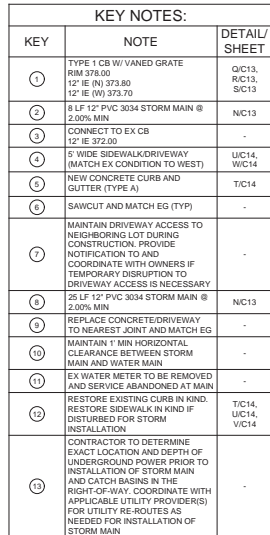 KEY NOTES:
KEY NOTE DETAIL/
SHEET
1 TYPE 1 CB W/ VANED GRATE
RIM 378.00
12" IE (N) 373.80
12" IE (W) 373.70
Q/C13,
R/C13,
S/C13
2 8 LF 12" PVC 3034 STORM MAIN @
2.00% MIN
N/C13
3 CONNECT TO EX CB
12" IE 372.00
-
4 5' WIDE SIDEWALK/DRIVEWAY
(MATCH EX CONDITION TO WEST)
U/C14,
W/C14
5 NEW CONCRETE CURB AND
GUTTER (TYPE A)
T/C14
6 SAWCUT AND MATCH EG (TYP)
-
7 MAINTAIN DRIVEWAY ACCESS TO
NEIGHBORING LOT DURING
CONSTRUCTION. PROVIDE
NOTIFICATION TO AND
COORDINATE WITH OWNERS IF
TEMPORARY DISRUPTION TO
DRIVEWAY ACCESS IS NECESSARY
-
8 25 LF 12" PVC 3034 STORM MAIN @
2.00% MIN
N/C13
9 REPLACE CONCRETE/DRIVEWAY
TO NEAREST JOINT AND MATCH EG
-
10 MAINTAIN 1' MIN HORIZONTAL
CLEARANCE BETWEEN STORM
MAIN AND WATER MAIN
-
11 EX WATER METER TO BE REMOVED
AND SERVICE ABANDONED AT MAIN
-
12 RESTORE EXISTING CURB IN KIND.
RESTORE SIDEWALK IN KIND IF
DISTURBED FOR STORM
INSTALLATION
T/C14,
U/C14,
V/C14
13 CONTRACTOR TO DETERMINE
EXACT LOCATION AND DEPTH OF
UNDERGROUND POWER PRIOR TO
INSTALLATION OF STORM MAIN
AND CATCH BASINS IN THE
RIGHT-OF-WAY. COORDINATE WITH
APPLICABLE UTILITY PROVIDER(S)
FOR UTILITY RE-ROUTES AS
NEEDED FOR INSTALLATION OF
STORM MAIN
-